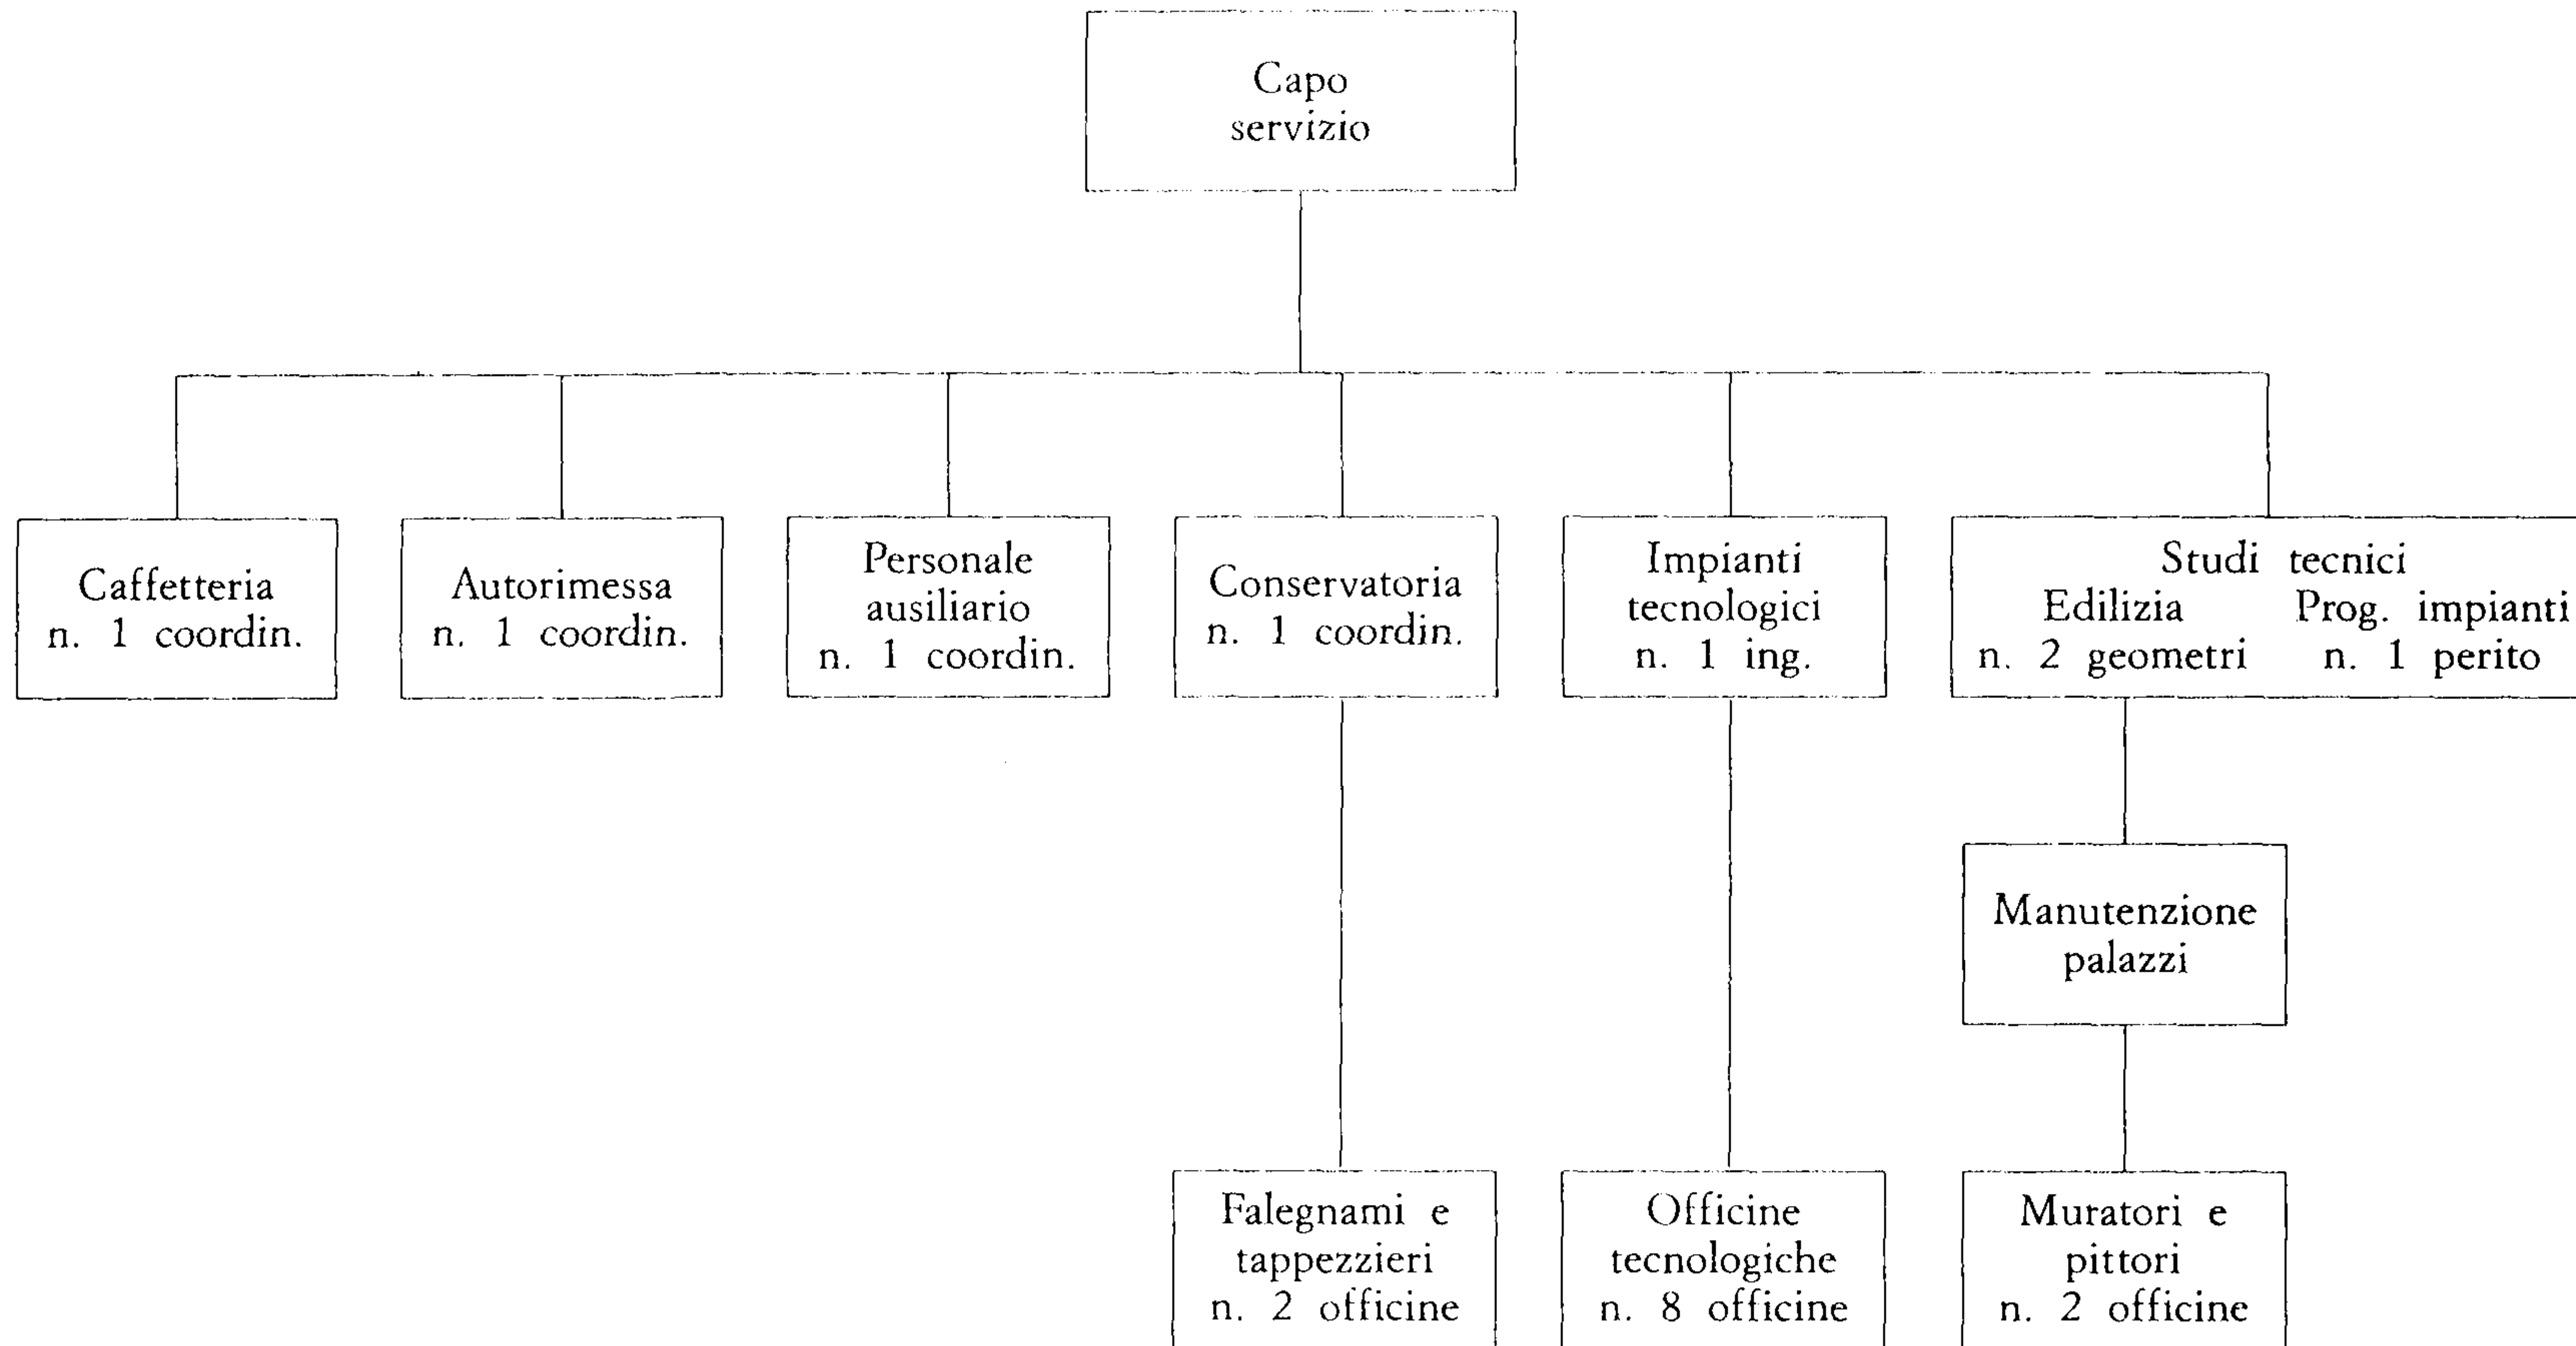 Capo
servizio
Caffetteria
n. 1 coordin.
Autorimessa
n. 1 coordin.
Personale
ausiliario
n. 1 coordin.
Conservatoria
n. 1 coordin.
Impianti
tecnologici
n. 1 ing.
Studi tecnici
Edilizia Prog. impianti
n. 2 geometri n. 1 perito
Manutenzione
palazzi
Falegnami e
tappezzieri
n. 2 officine
Officine
tecnologiche
n. 8 officine
Muratori e
pittori
n. 2 officine